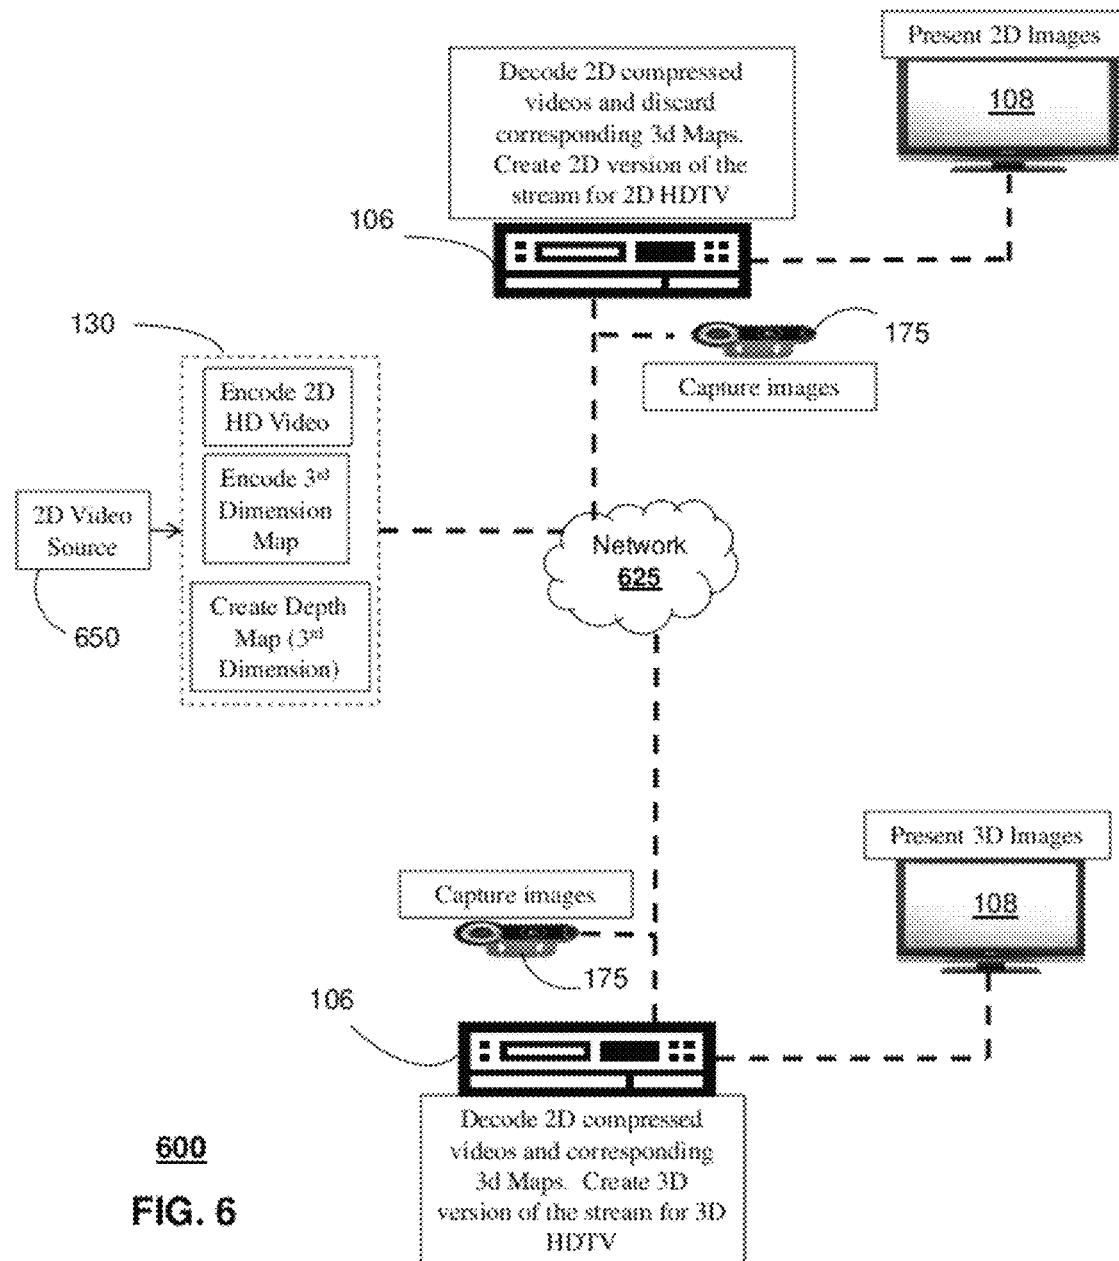 Present 2D Images
108
Decode 2D compressed
videos and discard
corresponding 3d Maps.
Create 2D version of the
stream for 2D HDTV
106
175
Capture images
130
Encode 2D
HD Video
Encode 3rd
Dimension
Map
Create Depth
Map (3rd
Dimension)
2D Video
Source
650
Network
625
Present 3D Images
108
Capture images
175
106
Decode 2D compressed
videos and corresponding
3d Maps. Create 3D
version of the stream for 3D
HDTV
600
FIG. 6